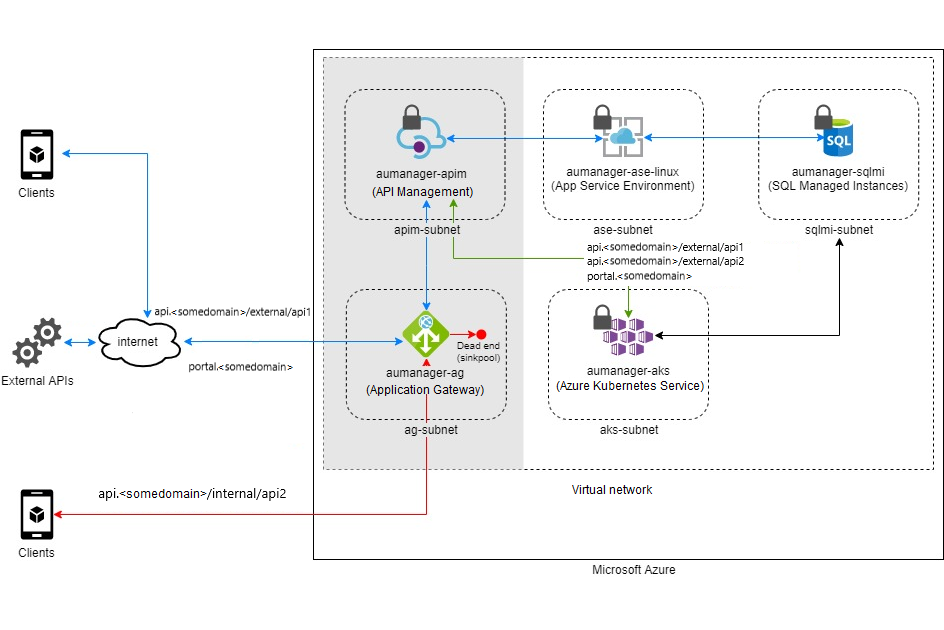 Clients
External APIs
internet
api.<somedomain>/external/api1
portal.<somedomain>
api.<somedomain>/internal/api2
Clients
aumanager-apim
(API Management)
apim-subnet
aumanager-ase-linux
(App Service Environment)
ase-subnet
SQL
aumanager-sqlmi
(SQL Managed Instances)
sqlmi-subnet
api.<somedomain>/external/api1
api.<somedomain>/external/api2
portal.<somedomain>
Dead end
(sinkpool)
aumanager-ag
(Application Gateway)
ag-subnet
aumanager-aks
(Azure Kubernetes Service)
aks-subnet
Virtual network
Microsoft Azure